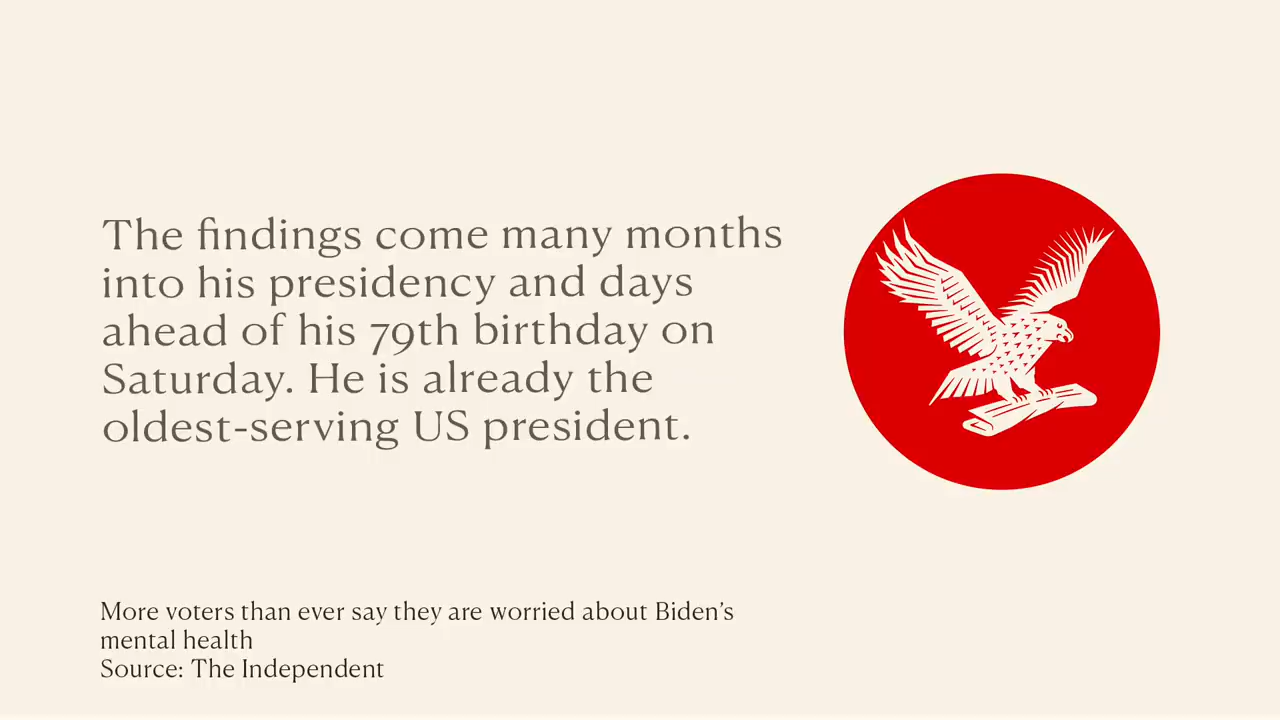 The findings come many months
into his presidency and days
ahead of his 79th birthday on
Saturday. He is already the
oldest-serving US president.
More voters than ever say they are worried about Biden’s
mental health
Source: The Independent